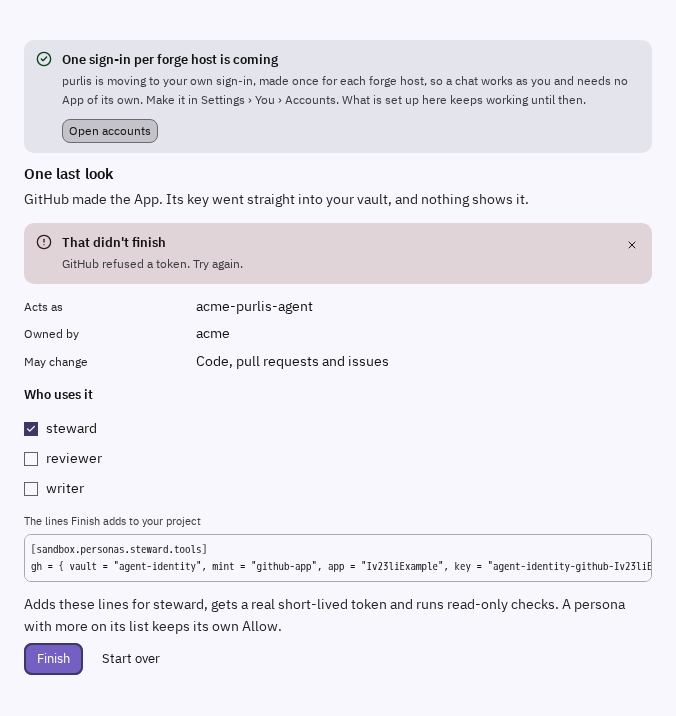 One sign-in per forge host is coming
purlis is moving to your own sign-in, made once for each forge host, so a chat works as you and needs no
App of its own. Make it in Settings › You › Accounts. What is set up here keeps working until then.
Open accounts
One last look
GitHub made the App. Its key went straight into your vault, and nothing shows it.
That didn't finish
GitHub refused a token. Try again.
Acts as acme-purlis-agent
Owned by acme
May change Code, pull requests and issues
Who uses it
steward
reviewer
writer
The lines Finish adds to your project
[sandbox.personas.steward.tools]
gh = { vault = "agent-identity", mint = "github-app", app = "Iv23liExample", key = "agent-identity-github-Iv23liE
Adds these lines for steward, gets a real short-lived token and runs read-only checks. A persona
with more on its list keeps its own Allow.
Finish Start over